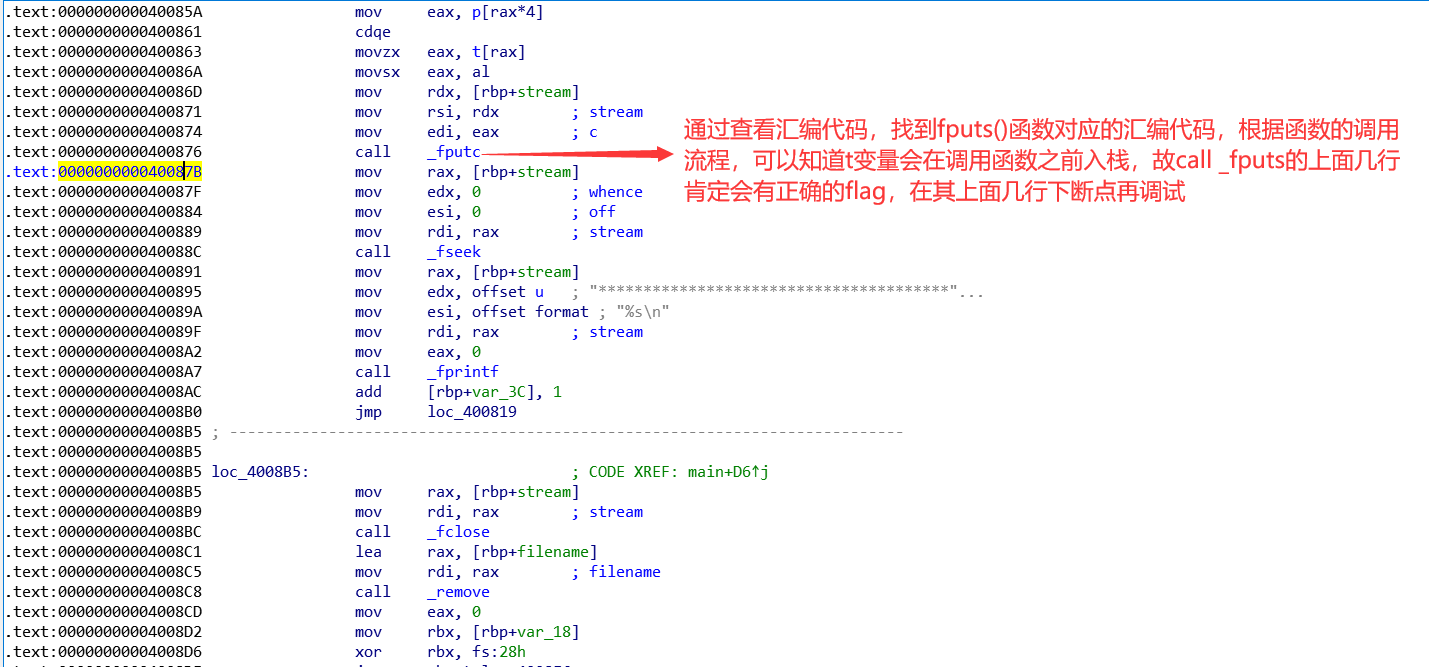 .text:000000000040085A mov eax, p[rax*4]
.text:0000000000400861 cdqe
.text:0000000000400863 movzx eax, t[rax]
.text:000000000040086A movsx eax, al
.text:000000000040086D mov rdx, [rbp+stream]
.text:0000000000400871 mov rsi, rdx ; stream
.text:0000000000400874 mov edi, eax ; c
.text:0000000000400876 call _fputc
.text:000000000040087B mov rax, [rbp+stream]
.text:000000000040087F mov edx, 0 ; whence
.text:0000000000400884 mov esi, 0 ; off
.text:0000000000400889 mov rdi, rax ; stream
.text:000000000040088C call _fseek
.text:0000000000400891 mov rax, [rbp+stream]
.text:0000000000400895 mov edx, offset u ; "***************************************"...
.text:000000000040089A mov esi, offset format ; "%s\n"
.text:000000000040089F mov rdi, rax ; stream
.text:00000000004008A2 mov eax, 0
.text:00000000004008A7 call _fprintf
.text:00000000004008AC add [rbp+var_3C], 1
.text:00000000004008B0 jmp loc_400819
.text:00000000004008B5 ; ---------------------------------------------------------------------------
.text:00000000004008B5
.text:00000000004008B5 loc_4008B5: ; CODE XREF: main+D6↑j
.text:00000000004008B5 mov rax, [rbp+stream]
.text:00000000004008B9 mov rdi, rax ; stream
.text:00000000004008BC call _fclose
.text:00000000004008C1 lea rax, [rbp+filename]
.text:00000000004008C5 mov rdi, rax ; filename
.text:00000000004008C8 call _remove
.text:00000000004008CD mov eax, 0
.text:00000000004008D2 mov rbx, [rbp+var_18]
.text:00000000004008D6 xor rbx, fs:28h
通过查看汇编代码，找到fputs()函数对应的汇编代码，根据函数的调用
流程，可以知道t变量会在调用函数之前入栈，故call _fputs的上面几行
肯定会有正确的flag，在其上面几行下断点再调试